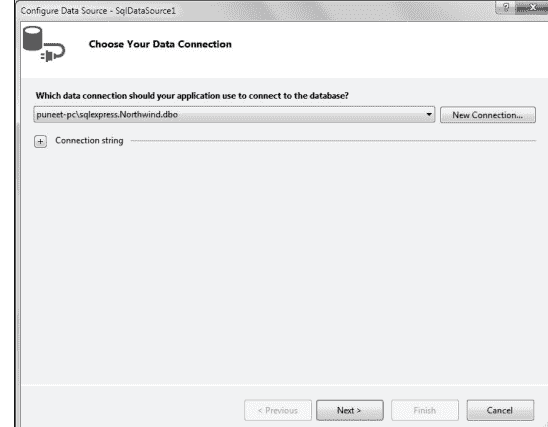 Configure Data Source - SqlDataSource1
Choose Your Data Connection
Which data connection should your application use to connect to the database?
puneet-pc\sqlexpress.Northwind.dbo
New Connection...
Connection string
< Previous
Next >
Finish
Cancel